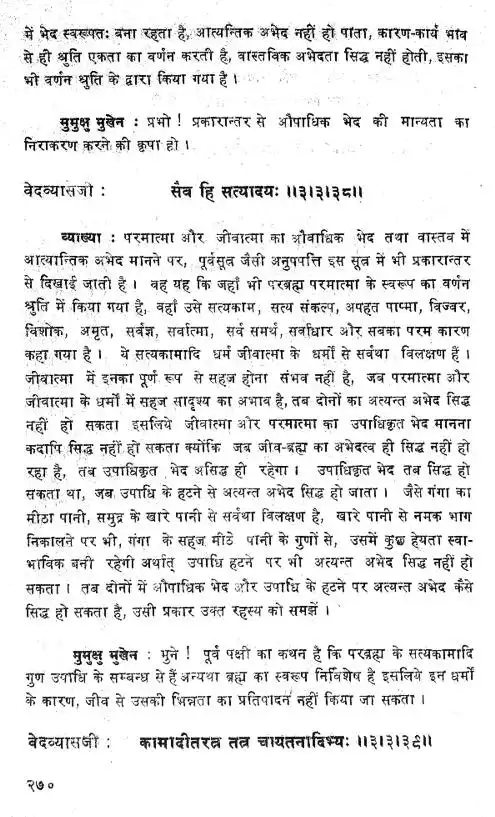 में भेद स्वरूपतः बना रहता है, आत्यन्तिक अभेद नहीं हो पाता, कारण-कार्य भाव
से ही श्रुति एकता का वर्णन करती है, वास्तविक अभेदता सिद्ध नहीं होती, इसका
भी वर्णन श्रुति के द्वारा किया गया है ।
मुमुक्षु मुखेन : प्रभो ! प्रकारान्तर से औपाधिक भेद की मान्यता का
निराकरण करने की कृपा हो ।
वेदव्यासजी : सैव हि सत्यादयः ।।३।३।३८।।
व्याख्या : परमात्मा और जीवात्मा का औवाधिक भेद तथा वास्तव में
आत्यान्तिक अभेद मानने पर, पूर्वसूत्र जैसी अनुपपत्ति इस सूत्र में भी प्रकारान्तर
से दिखाई जाती है । वह यह कि जहाँ भी परब्रह्म परमात्मा के स्वरूप का वर्णन
श्रुति में किया गया है, वहाँ उसे सत्यकाम, सत्य संकल्प, अपहत पाप्मा, विज्वर,
विशोक, अमृत, सर्वज्ञ, सर्वात्मा, सर्व समर्थ, सर्वाधार और सबका परम कारण
कहा गया है । ये सत्यकामादि धर्म जीवात्मा के धर्मों से सर्वथा विलक्षण हैं ।
जीवात्मा में इनका पूर्ण रूप से सहज होना संभव नहीं है, जब परमात्मा और
जीवात्मा के धर्मों में सहज सादृश्य का अभाव है, तब दोनों का अत्यन्त अभेद सिद्ध
नहीं हो सकता इसलिये जीवात्मा और परमात्मा का उपाधिकृत भेद मानना
कदापि सिद्ध नहीं हो सकता क्योंकि जब जीव-ब्रह्म का अभेदत्व ही सिद्ध नहीं हो
रहा है, तब उपाधिकृत भेद असिद्ध ही रहेगा । उपाधिकृत भेद तब सिद्ध हो
सकता था, जब उपाधि के हटने से अत्यन्त अभेद सिद्ध हो जाता । जैसे गंगा का
मीठा पानी, समुद्र के खारे पानी से सर्वथा विलक्षण है, खारे पानी से नमक भाग
निकालने पर भी, गंगा के सहज मीठे पानी के गुणों से, उसमें कुछ हेयता स्वा-
भाविक बनी रहेगी अर्थात् उपाधि हटने पर भी अत्यन्त अभेद सिद्ध नहीं हो
सकता । तब दोनों में औपाधिक भेद और उपाधि के हटने पर अत्यन्त अभेद कैसे
सिद्ध हो सकता है, उसी प्रकार उक्त रहस्य को समझें ।
मुमुक्षु मुखेन : भुने ! पूर्व पक्षी का कथन है कि परब्रह्म के सत्यकामादि
गुण उपाधि के सम्बन्ध से हैं अन्यथा ब्रह्म का स्वरूप निर्विशेष है इसलिये इन धर्मों
के कारण, जीव से उसकी भिन्नता का प्रतिपादन नहीं किया जा सकता ।
वेदव्यासजी : कामादीतरत्र तत्र चायतनादिभ्यः ।।३।३।३९।।
२७०